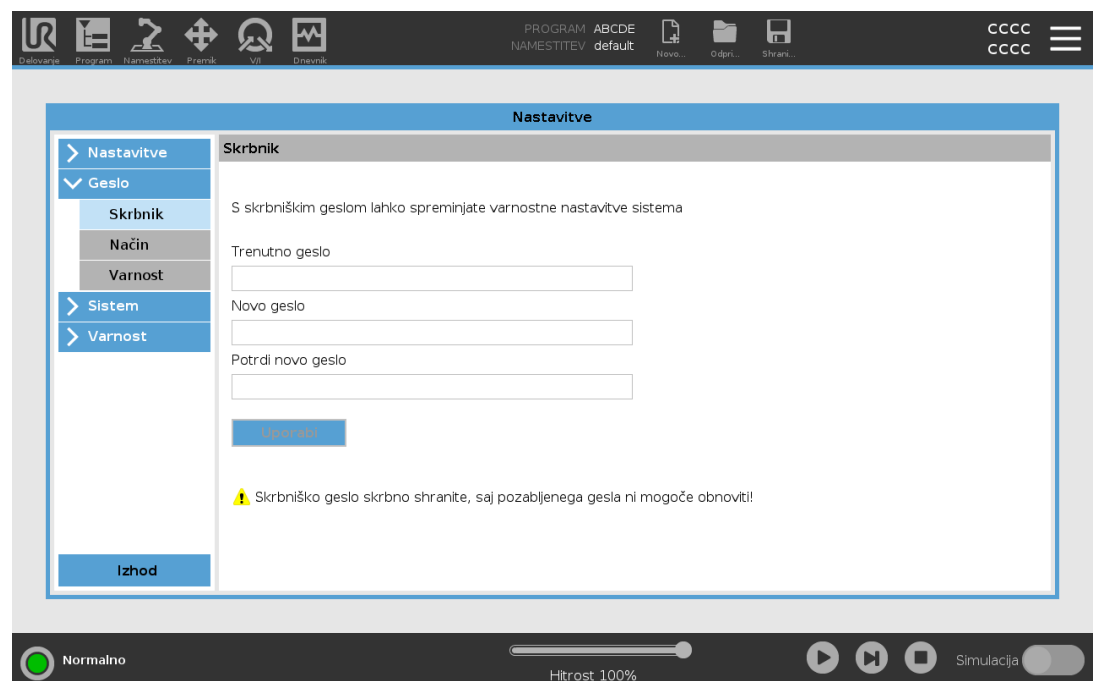 UR
PROGRAM ABCDE
NAMESTITEV default
cccc
cccc
Delovanje Program Namestitev Premik V/I Dnevnik Novo... Odpri... Shrani...
Nastavitve
Nastavitve
Geslo
Skrbnik
Način
Varnost
Sistem
Varnost
Izhod
Skrbnik
S skrbniškim geslom lahko spreminjate varnostne nastavitve sistema
Trenutno geslo
Novo geslo
Potrdi novo geslo
Uporabi
Skrbniško geslo skrbno shranite, saj pozabljenega gesla ni mogoče obnoviti!
Normalno
Hitrost 100%
Simulacija